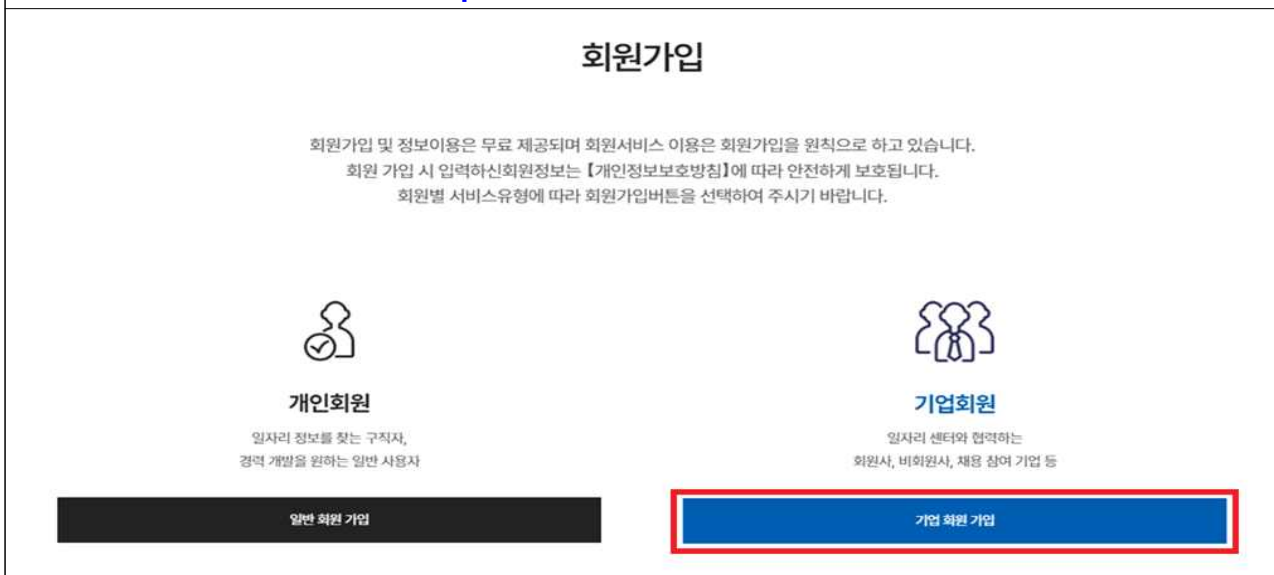 회원가입
회원가입 및 정보이용은 무료 제공되며 회원서비스 이용은 회원가입을 원칙으로 하고 있습니다.
회원 가입 시 입력하신회원정보는 【개인정보보호방침】에 따라 안전하게 보호됩니다.
회원별 서비스유형에 따라 회원가입버튼을 선택하여 주시기 바랍니다.
개인회원
일자리 정보를 찾는 구직자,
경력 개발을 원하는 일반 사용자
일반 회원 가입
기업회원
일자리 센터와 협력하는
회원사, 비회원사, 채용 참여 기업 등
기업 회원 가입